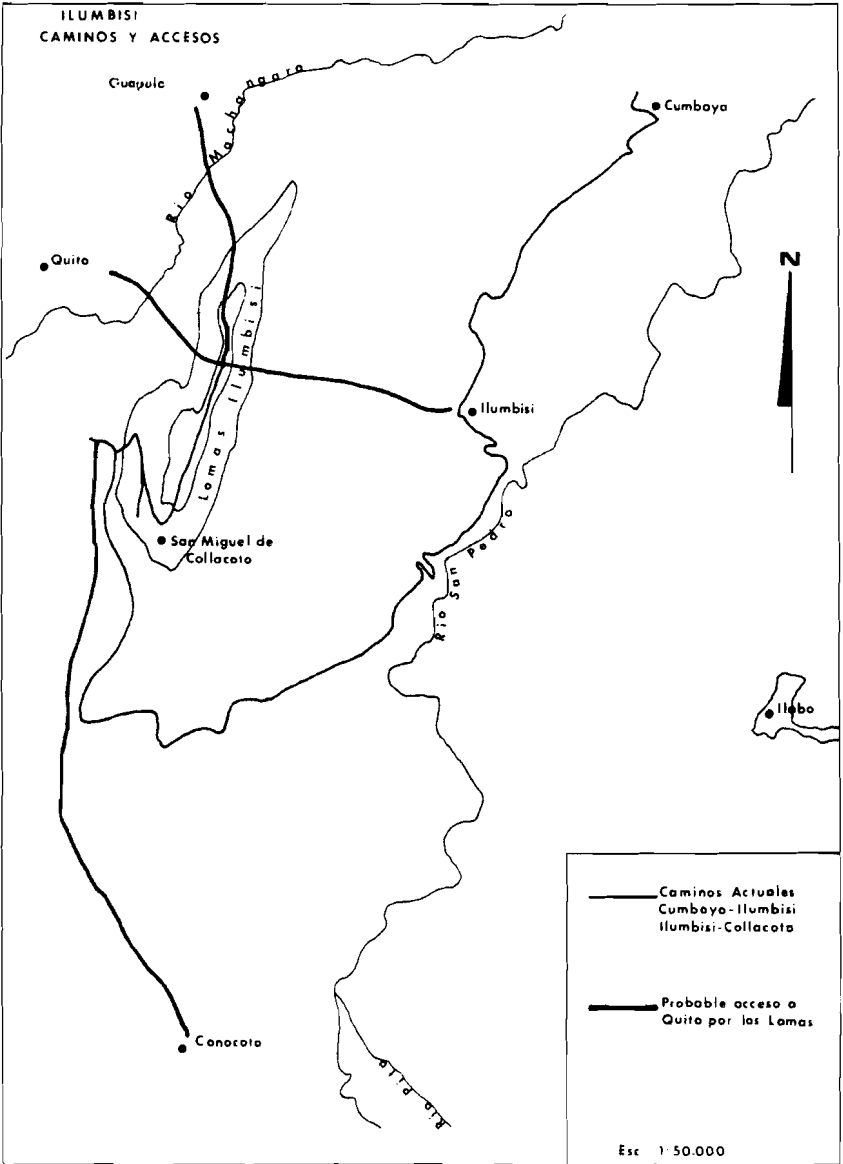 ILUMBISI
CAMINOS Y ACCESOS
Guapulo
Rio Machangara
Cumbaya
Quito
N
Lomas Ilumbisi
Ilumbisi
San Miguel de
Collacoto
Rio San Pedro
Ilabo
Conocoto
Rio Pita
Caminos Actuales
Cumbaya-Ilumbisi
Ilumbisi-Collacoto
Probable acceso a
Quito por las Lomas
Esc 1:50.000